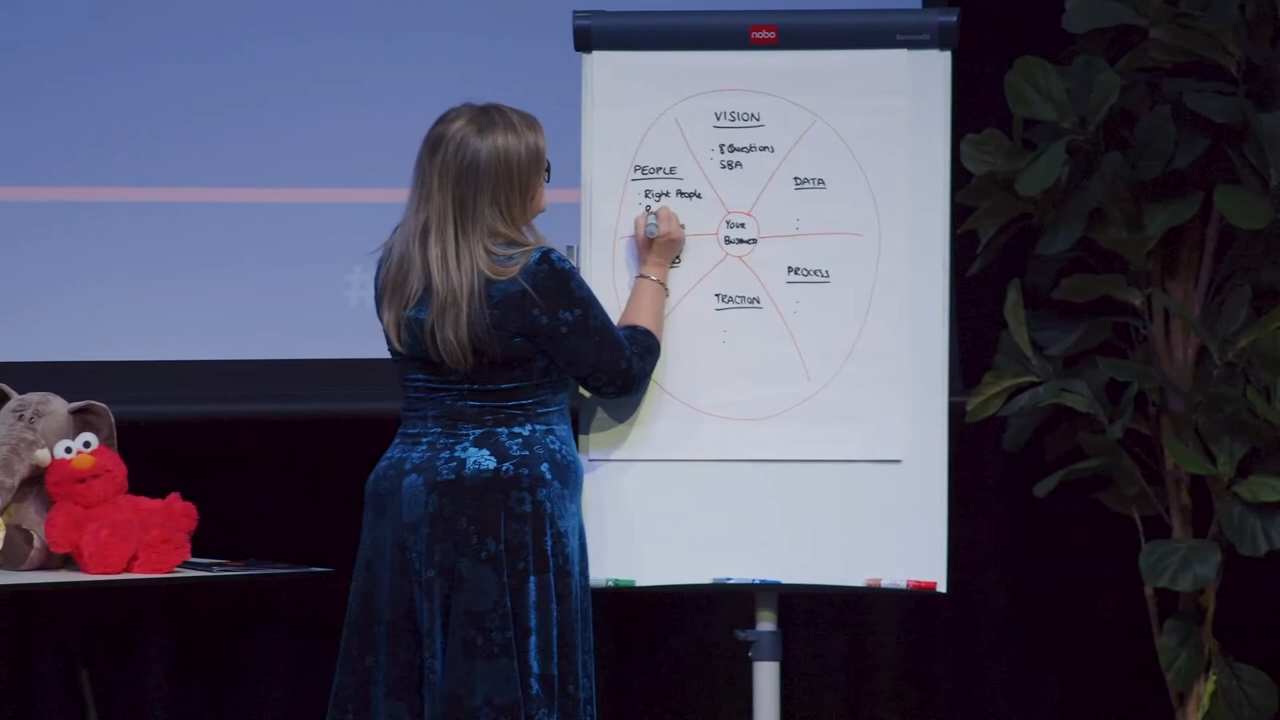 nobo
VISION
· 8 Questions
· SBA
PEOPLE
· Right People
DATA
YOUR
BUSINESS
PROCESS
TRACTION